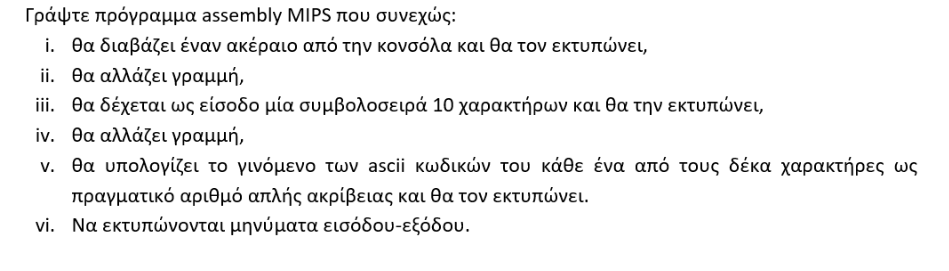 Γράψτε πρόγραμμα assembly MIPS που συνεχώς:
i. θα διαβάζει έναν ακέραιο από την κονσόλα και θα τον εκτυπώνει,
ii. θα αλλάζει γραμμή,
iii. θα δέχεται ως είσοδο μία συμβολοσειρά 10 χαρακτήρων και θα την εκτυπώνει,
iv. θα αλλάζει γραμμή,
v. θα υπολογίζει το γινόμενο των ascii κωδικών του κάθε ένα από τους δέκα χαρακτήρες ως
πραγματικό αριθμό απλής ακρίβειας και θα τον εκτυπώνει.
vi. Να εκτυπώνονται μηνύματα εισόδου-εξόδου.